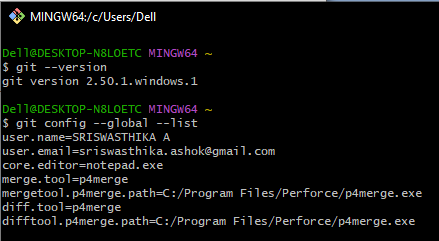 MINGW64:/c/Users/Dell
Dell@DESKTOP-N8LOETC MINGW64 ~
$ git --version
git version 2.50.1.windows.1
Dell@DESKTOP-N8LOETC MINGW64 ~
$ git config --global --list
user.name=SRISWASTHIKA A
user.email=sriswasthika.ashok@gmail.com
core.editor=notepad.exe
merge.tool=p4merge
mergetool.p4merge.path=C:/Program Files/Perforce/p4merge.exe
diff.tool=p4merge
difftool.p4merge.path=C:/Program Files/Perforce/p4merge.exe